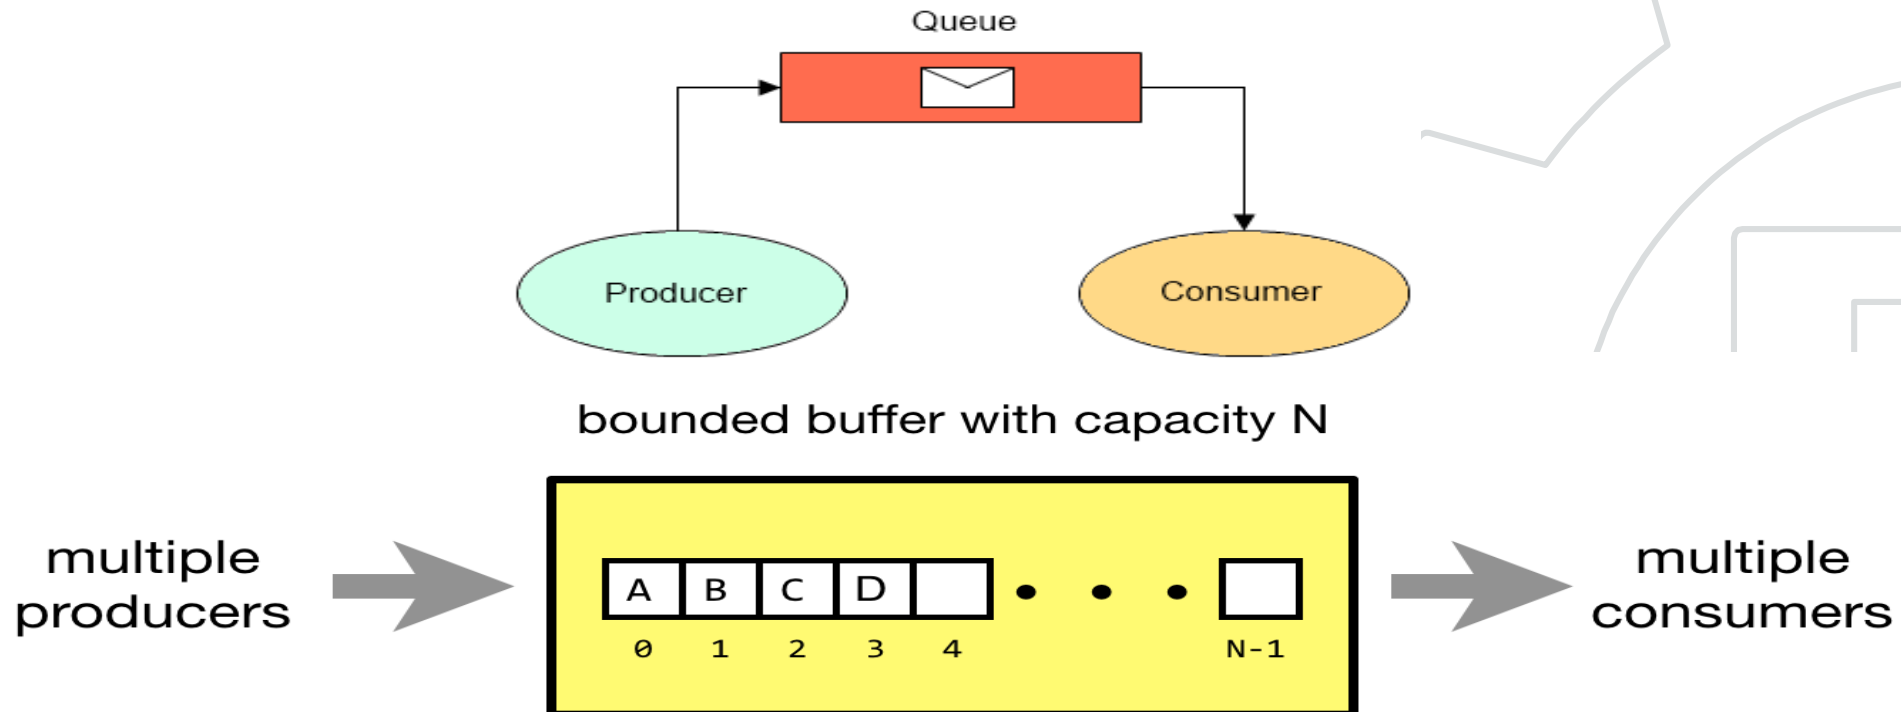 Queue
Producer
Consumer
bounded buffer with capacity N
multiple
producers
A B C D
0 1 2 3 4 N-1
multiple
consumers